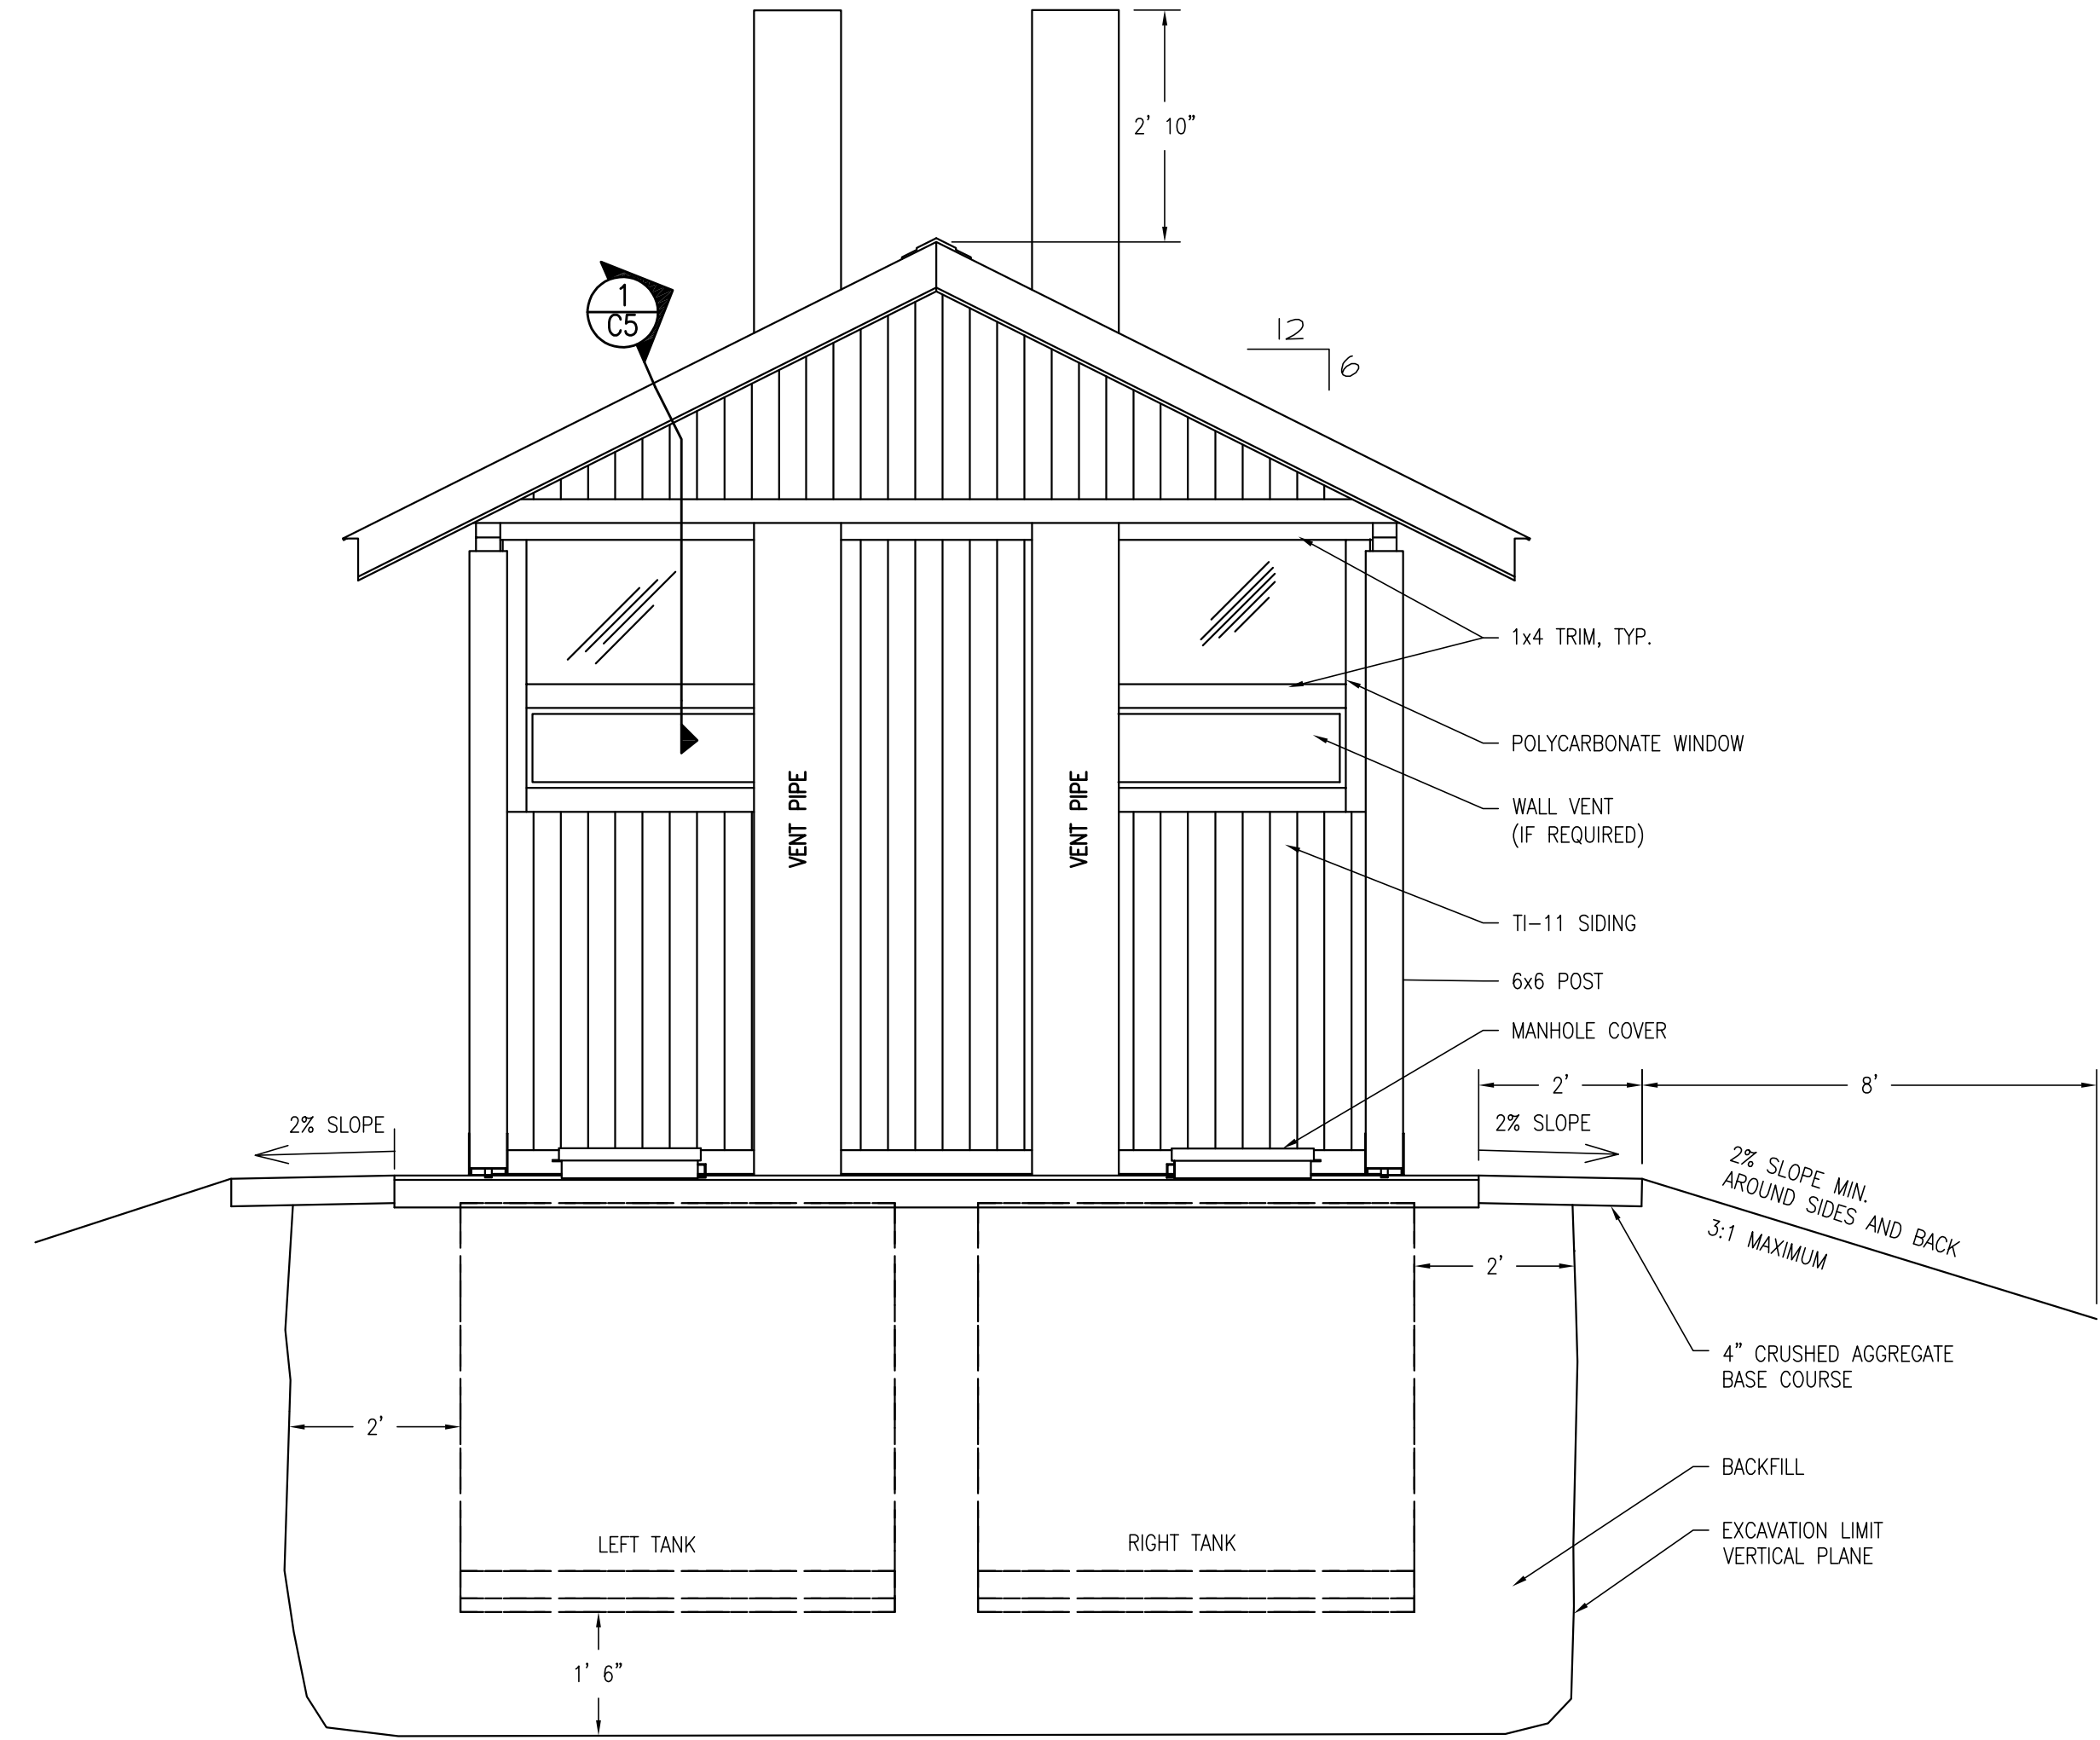 2' 10"
1
C5
12
6
1x4 TRIM, TYP.
POLYCARBONATE WINDOW
WALL VENT
(IF REQUIRED)
VENT PIPE
VENT PIPE
TI-11 SIDING
6x6 POST
MANHOLE COVER
2'
8'
2% SLOPE
2% SLOPE
2% SLOPE MIN.
AROUND SIDES AND BACK
3:1 MAXIMUM
2'
4" CRUSHED AGGREGATE
BASE COURSE
2'
BACKFILL
LEFT TANK
RIGHT TANK
EXCAVATION LIMIT
VERTICAL PLANE
1' 6"